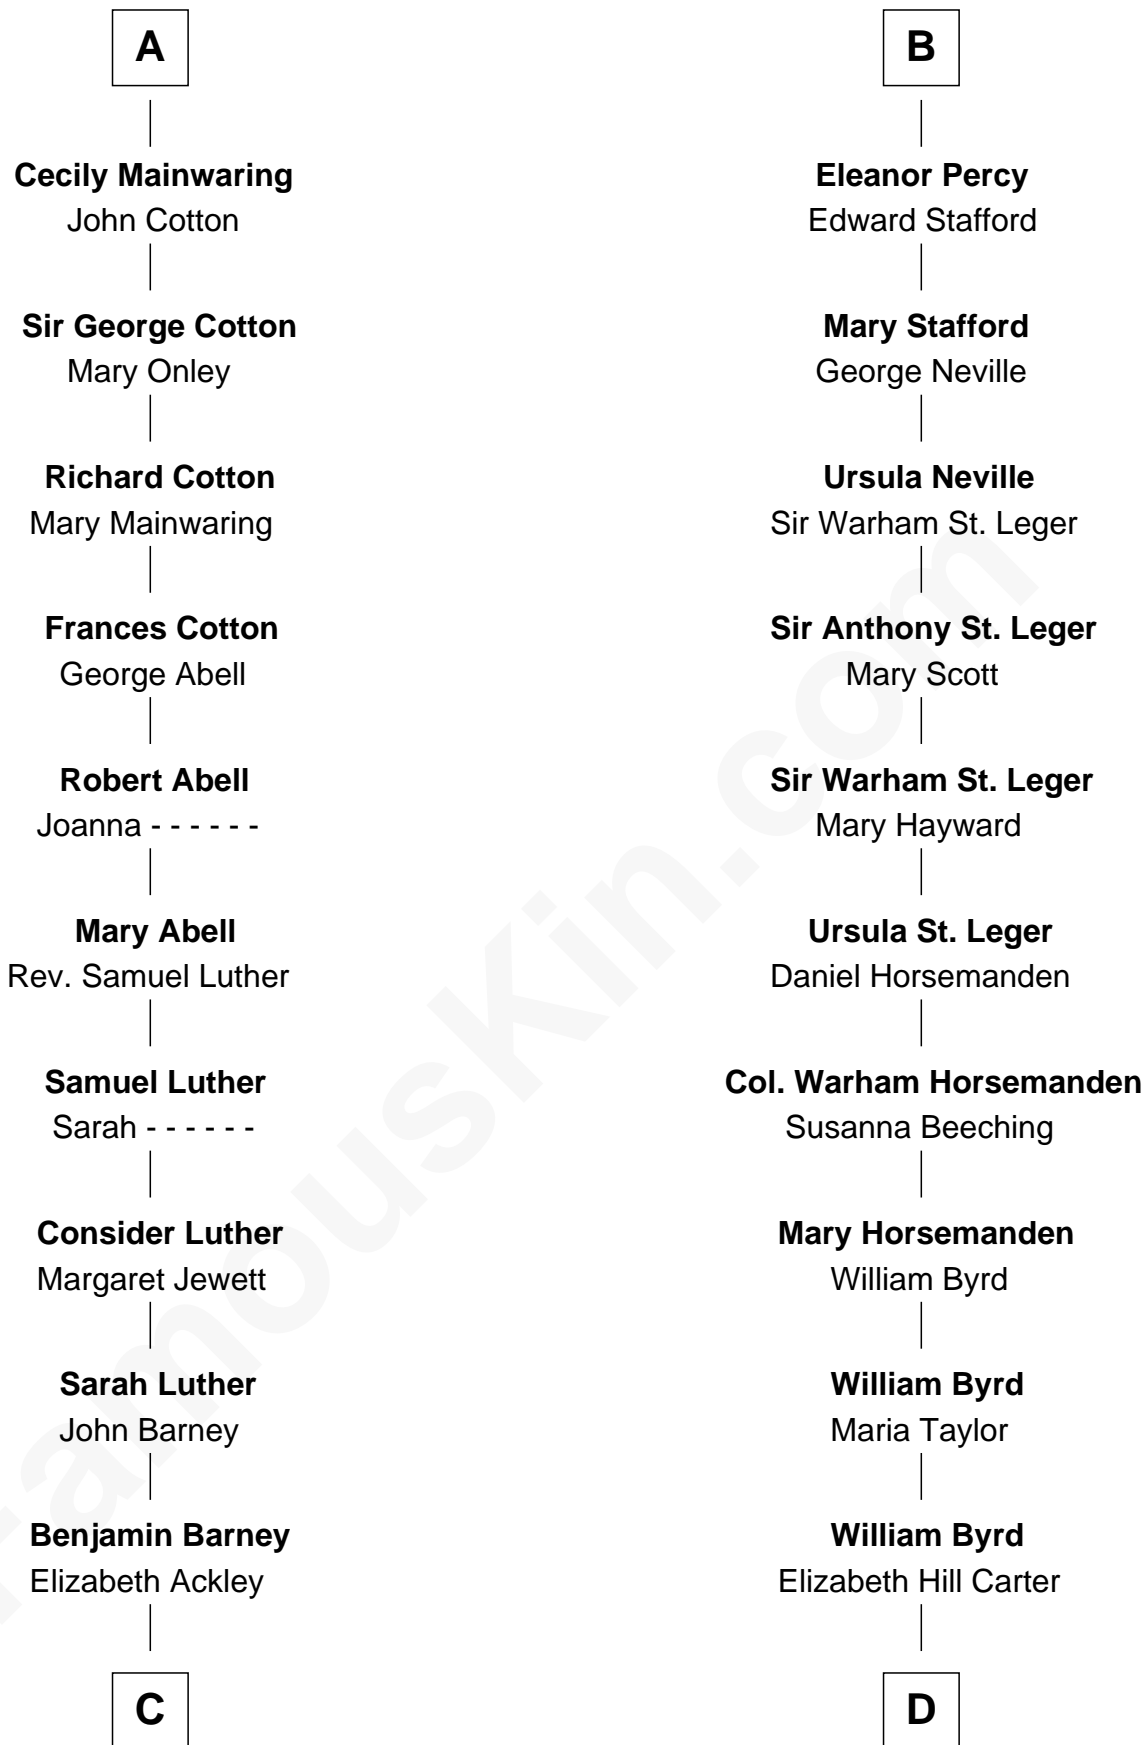 A
Cecily Mainwaring
John Cotton
Sir George Cotton
Mary Onley
Richard Cotton
Mary Mainwaring
Frances Cotton
George Abell
Robert Abell
Joanna - - - - - -
Mary Abell
Rev. Samuel Luther
Samuel Luther
Sarah - - - - - -
Consider Luther
Margaret Jewett
Sarah Luther
John Barney
Benjamin Barney
Elizabeth Ackley
C
B
Eleanor Percy
Edward Stafford
Mary Stafford
George Neville
Ursula Neville
Sir Warham St. Leger
Sir Anthony St. Leger
Mary Scott
Sir Warham St. Leger
Mary Hayward
Ursula St. Leger
Daniel Horsemanden
Col. Warham Horsemanden
Susanna Beeching
Mary Horsemanden
William Byrd
William Byrd
Maria Taylor
William Byrd
Elizabeth Hill Carter
D
FamousKin.com